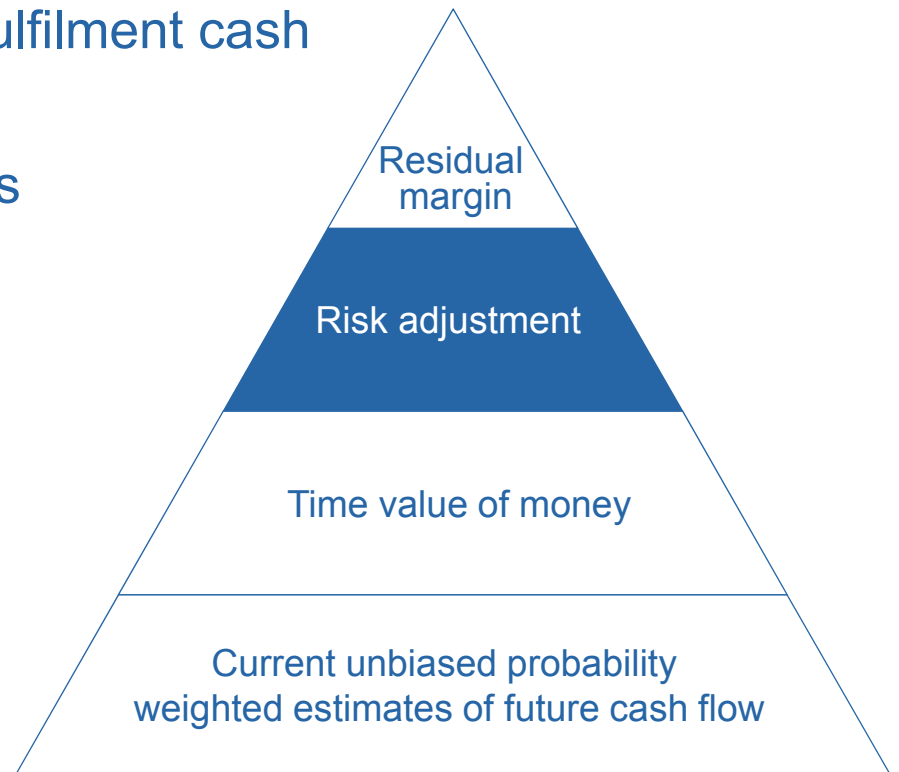 ulfilment cash
s
Residual
margin
Risk adjustment
Time value of money
Current unbiased probability
weighted estimates of future cash flow